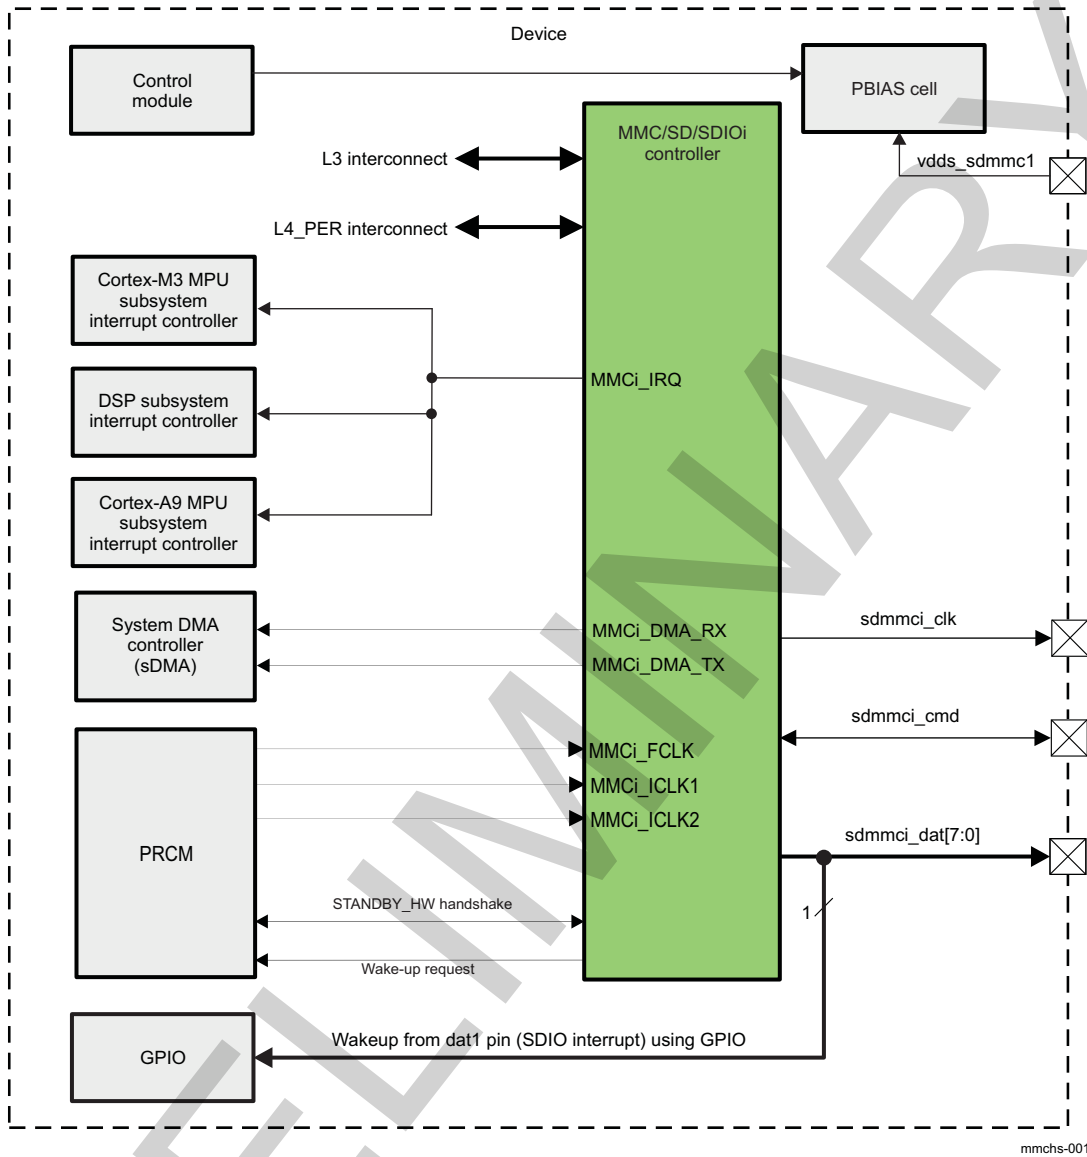 Device
Control
module
PBIAS cell
MMC/SD/SDIOi
controller
L3 interconnect
vdds_sdmmc1
L4_PER interconnect
Cortex-M3 MPU
subsystem
interrupt controller
MMCi_IRQ
DSP subsystem
interrupt controller
Cortex-A9 MPU
subsystem
interrupt controller
System DMA
controller
(sDMA)
MMCi_DMA_RX
MMCi_DMA_TX
sdmmci_clk
sdmmci_cmd
PRCM
MMCi_FCLK
MMCi_ICLK1
MMCi_ICLK2
sdmmci_dat[7:0]
STANDBY_HW handshake
1
Wake-up request
GPIO
Wakeup from dat1 pin (SDIO interrupt) using GPIO
mmchs-001
ELIMINARY